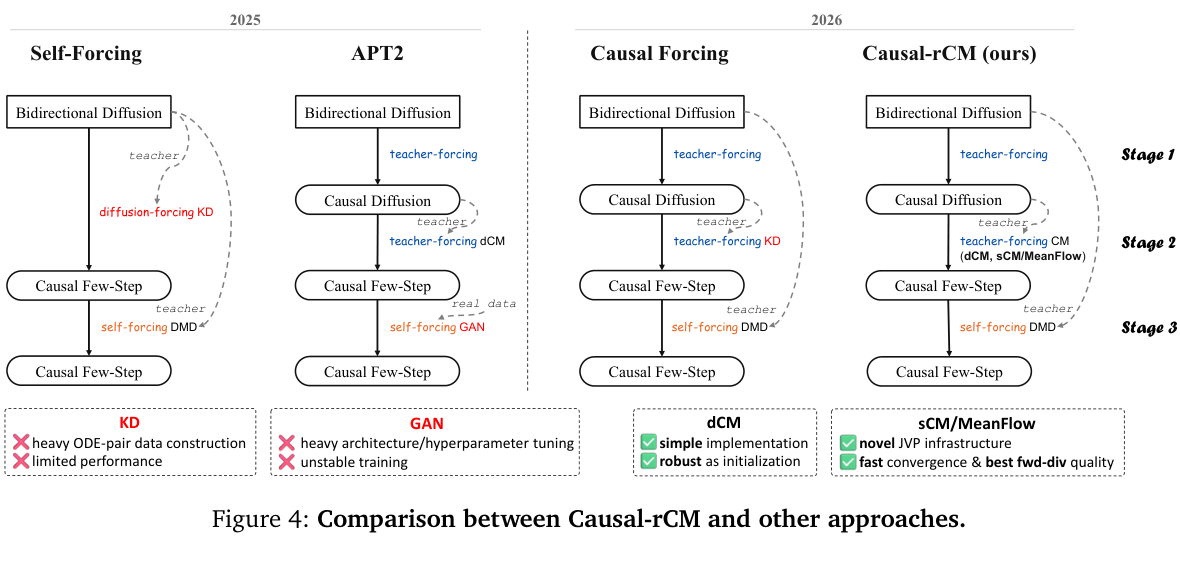 2025
2026
Self-Forcing
APT2
Causal Forcing
Causal-rCM (ours)
Bidirectional Diffusion
teacher
diffusion-forcing KD
Causal Few-Step
teacher
self-forcing DMD
Causal Few-Step
Bidirectional Diffusion
teacher-forcing
Causal Diffusion
teacher
teacher-forcing dCM
Causal Few-Step
real data
self-forcing GAN
Causal Few-Step
Bidirectional Diffusion
teacher-forcing
Causal Diffusion
teacher
teacher-forcing KD
Causal Few-Step
teacher
self-forcing DMD
Causal Few-Step
Bidirectional Diffusion
teacher-forcing
Causal Diffusion
teacher
teacher-forcing CM
(dCM, sCM/MeanFlow)
Causal Few-Step
teacher
self-forcing DMD
Causal Few-Step
Stage 1
Stage 2
Stage 3
KD
heavy ODE-pair data construction
limited performance
GAN
heavy architecture/hyperparameter tuning
unstable training
dCM
simple implementation
robust as initialization
sCM/MeanFlow
novel JVP infrastructure
fast convergence & best fwd-div quality
Figure 4: Comparison between Causal-rCM and other approaches.